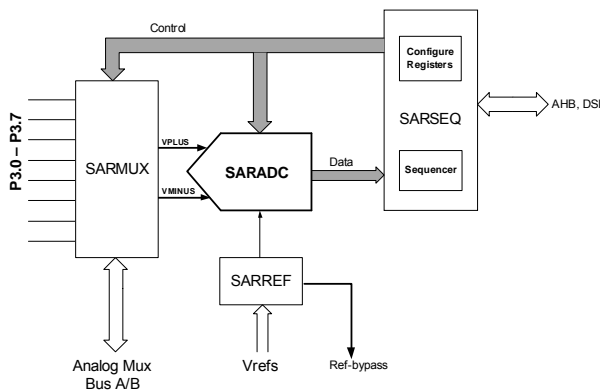 Control
Configure
Registers
SARSEQ
AHB, DSI
Sequencer
P3.0 – P3.7
SARMUX
VPLUS
VMINUS
SARADC
Data
SARREF
Analog Mux
Bus A/B
Vrefs
Ref-bypass